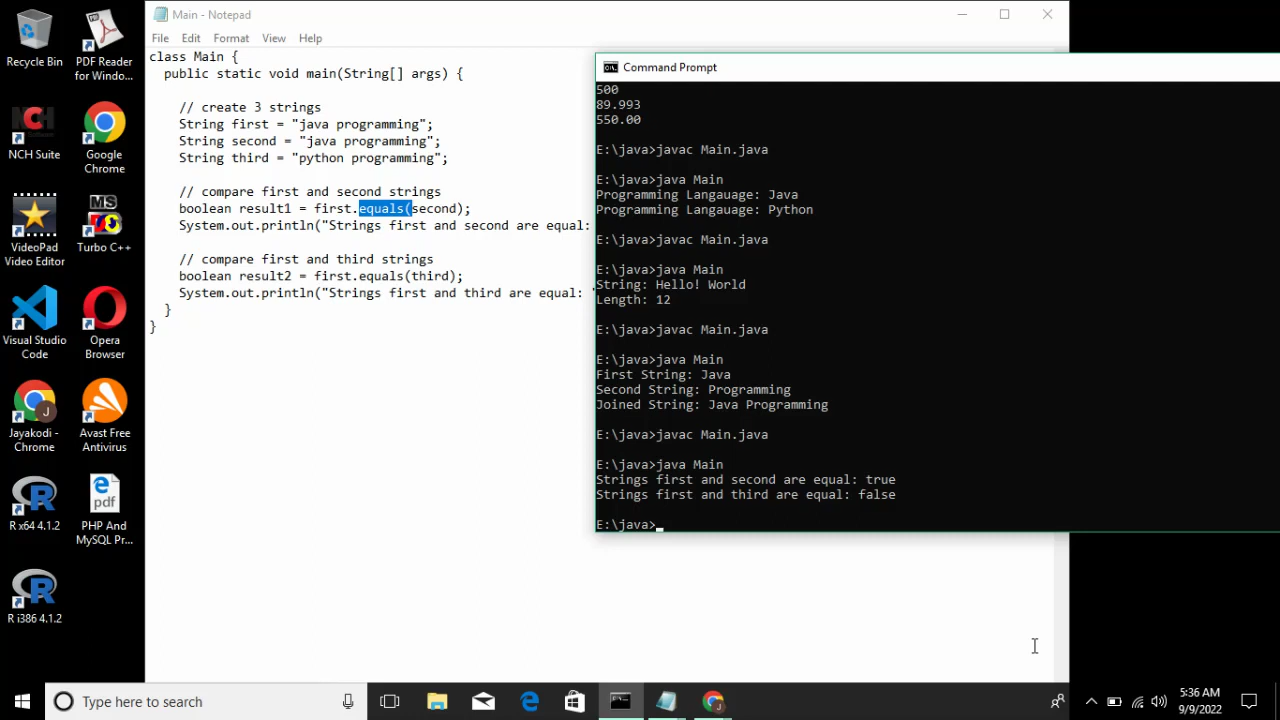 Recycle Bin
PDF Reader
for Windo...
NCH Suite
Google
Chrome
VideoPad
Video Editor
MS
Turbo C++
Visual Studio
Code
Opera
Browser
Jayakodi -
Chrome
Avast Free
Antivirus
R x64 4.1.2
pdf
PHP And
MySQL Pr...
R i386 4.1.2
Main - Notepad
File Edit Format View Help
class Main {
public static void main(String[] args) {
// create 3 strings
String first = "java programming";
String second = "java programming";
String third = "python programming";
// compare first and second strings
boolean result1 = first.equals(second);
System.out.println("Strings first and second are equal:
// compare first and third strings
boolean result2 = first.equals(third);
System.out.println("Strings first and third are equal:
}
}
Command Prompt
500
89.993
550.00
E:\java>javac Main.java
E:\java>java Main
Programming Langauage: Java
Programming Langauage: Python
E:\java>javac Main.java
E:\java>java Main
String: Hello! World
Length: 12
E:\java>javac Main.java
E:\java>java Main
First String: Java
Second String: Programming
Joined String: Java Programming
E:\java>javac Main.java
E:\java>java Main
Strings first and second are equal: true
Strings first and third are equal: false
E:\java>
Type here to search
5:36 AM
9/9/2022